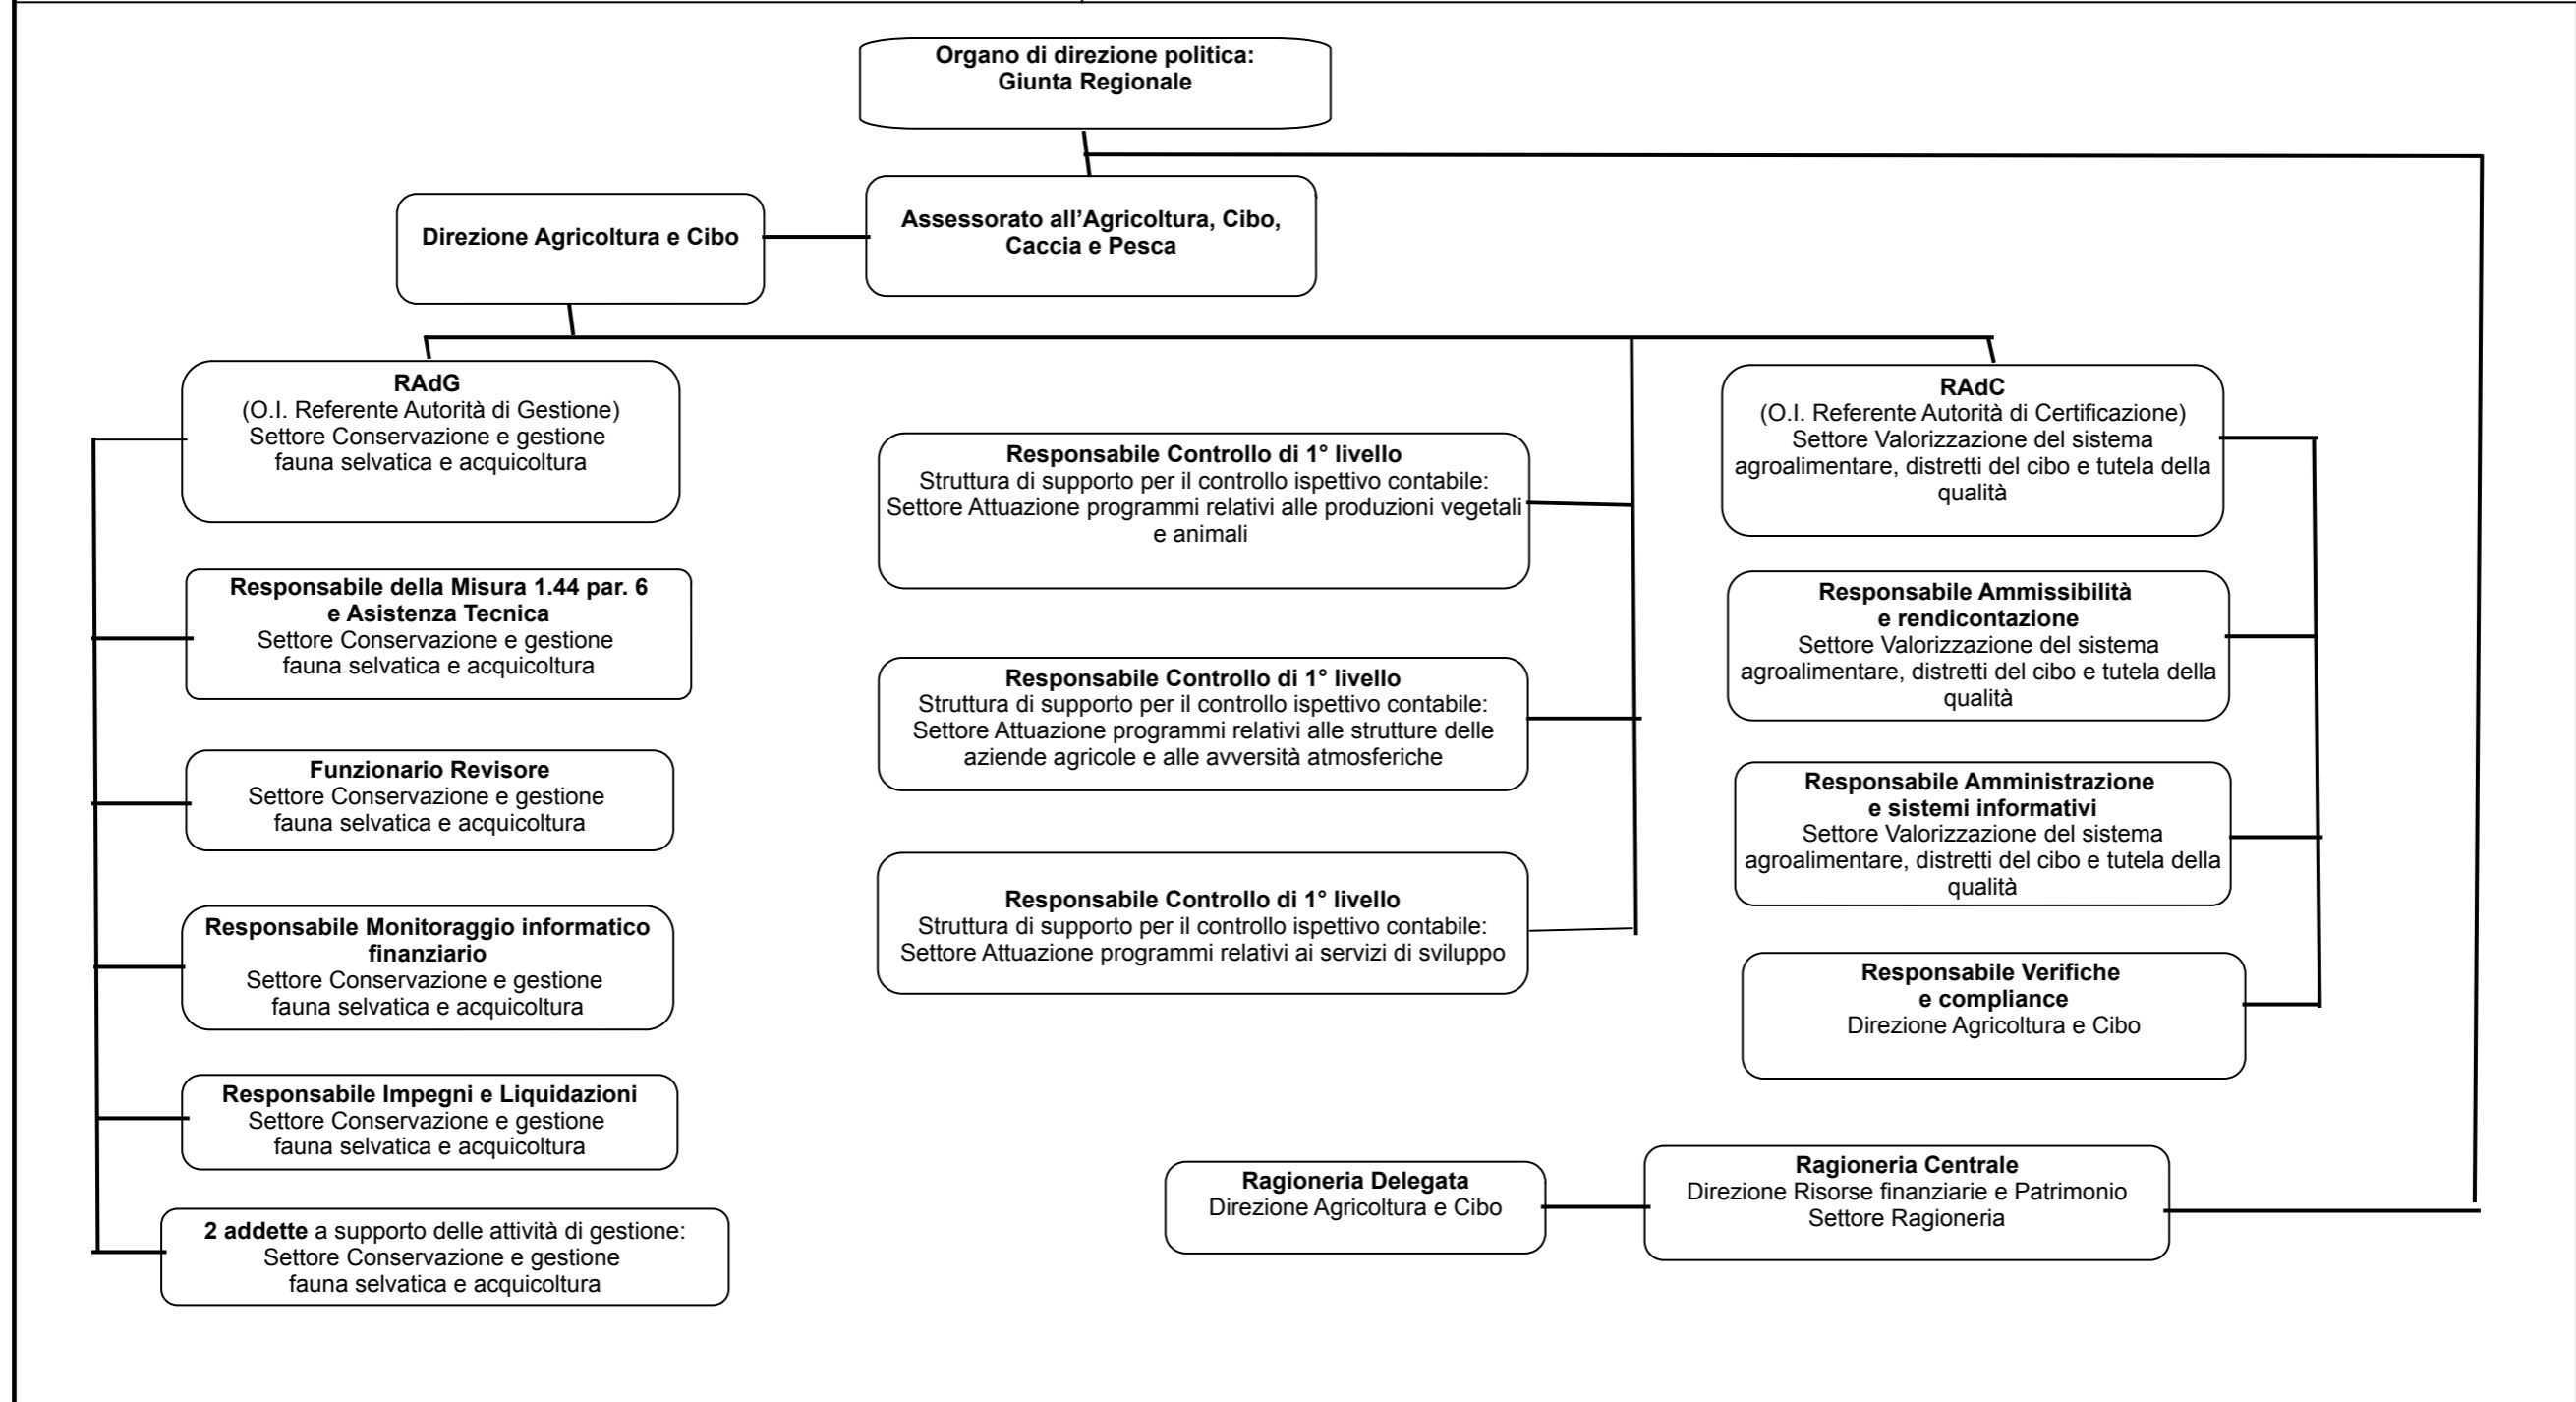 Organo di direzione politica:
Giunta Regionale
Direzione Agricoltura e Cibo
Assessorato all’Agricoltura, Cibo,
Caccia e Pesca
RAdG
(O.I. Referente Autorità di Gestione)
Settore Conservazione e gestione
fauna selvatica e acquicoltura
Responsabile della Misura 1.44 par. 6
e Asistenza Tecnica
Settore Conservazione e gestione
fauna selvatica e acquicoltura
Funzionario Revisore
Settore Conservazione e gestione
fauna selvatica e acquicoltura
Responsabile Monitoraggio informatico
finanziario
Settore Conservazione e gestione
fauna selvatica e acquicoltura
Responsabile Impegni e Liquidazioni
Settore Conservazione e gestione
fauna selvatica e acquicoltura
2 addette a supporto delle attività di gestione:
Settore Conservazione e gestione
fauna selvatica e acquicoltura
Responsabile Controllo di 1° livello
Struttura di supporto per il controllo ispettivo contabile:
Settore Attuazione programmi relativi alle produzioni vegetali
e animali
Responsabile Controllo di 1° livello
Struttura di supporto per il controllo ispettivo contabile:
Settore Attuazione programmi relativi alle strutture delle
aziende agricole e alle avversità atmosferiche
Responsabile Controllo di 1° livello
Struttura di supporto per il controllo ispettivo contabile:
Settore Attuazione programmi relativi ai servizi di sviluppo
RAdC
(O.I. Referente Autorità di Certificazione)
Settore Valorizzazione del sistema
agroalimentare, distretti del cibo e tutela della
qualità
Responsabile Ammissibilità
e rendicontazione
Settore Valorizzazione del sistema
agroalimentare, distretti del cibo e tutela della
qualità
Responsabile Amministrazione
e sistemi informativi
Settore Valorizzazione del sistema
agroalimentare, distretti del cibo e tutela della
qualità
Responsabile Verifiche
e compliance
Direzione Agricoltura e Cibo
Ragioneria Delegata
Direzione Agricoltura e Cibo
Ragioneria Centrale
Direzione Risorse finanziarie e Patrimonio
Settore Ragioneria